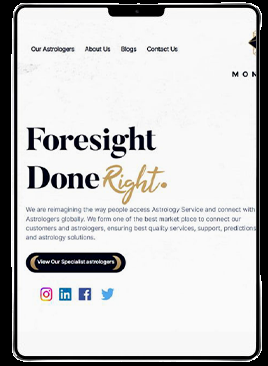 Our Astrologers About Us Blogs Contact Us
MON
Foresight
Done Right.
We are reimagining the way people access Astrology Service and connect with
Astrologers globally. We form one of the best market place to connect our
customers and astrologers, ensuring best quality services, support, predictions
and astrology solutions.
View Our Specialist astrologers